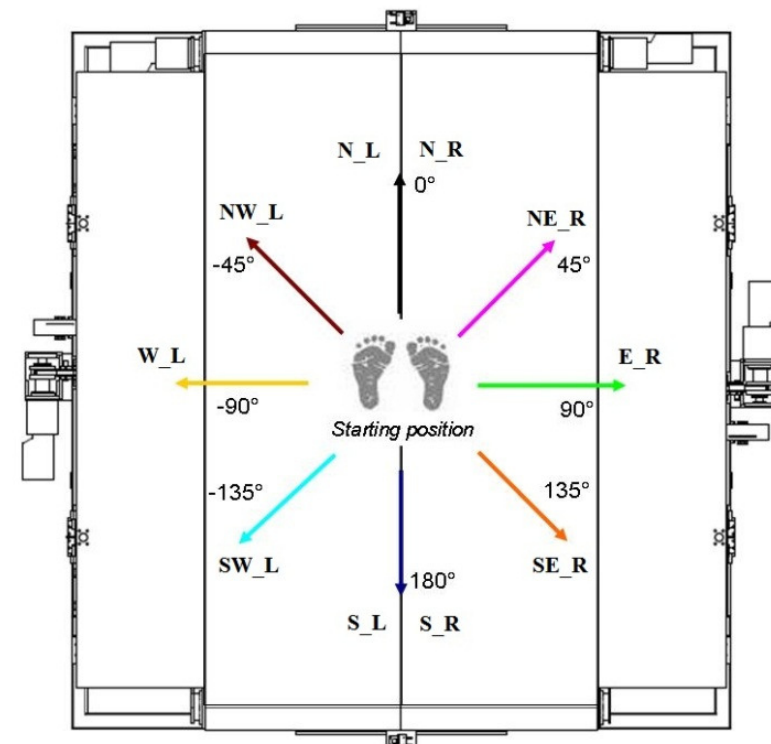 N_L N_R
0°
NW_L NE_R
-45° 45°
W_L E_R
-90° 90°
Starting position
-135° 135°
SW_L SE_R
180°
S_L S_R